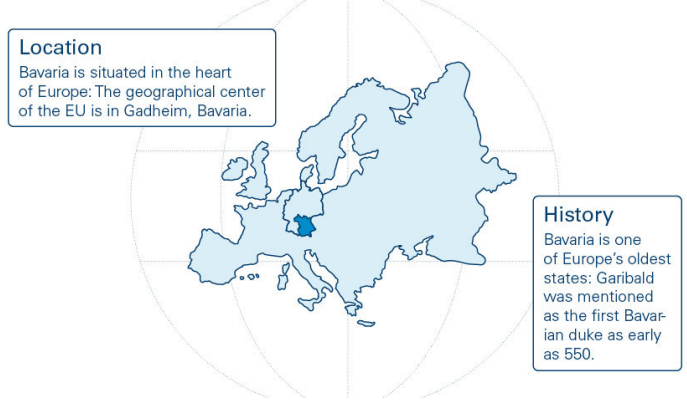 Location
Bavaria is situated in the heart
of Europe: The geographical center
of the EU is in Gadheim, Bavaria.
History
Bavaria is one
of Europe's oldest
states: Garibald
was mentioned
as the first Bavar-
ian duke as early
as 550.